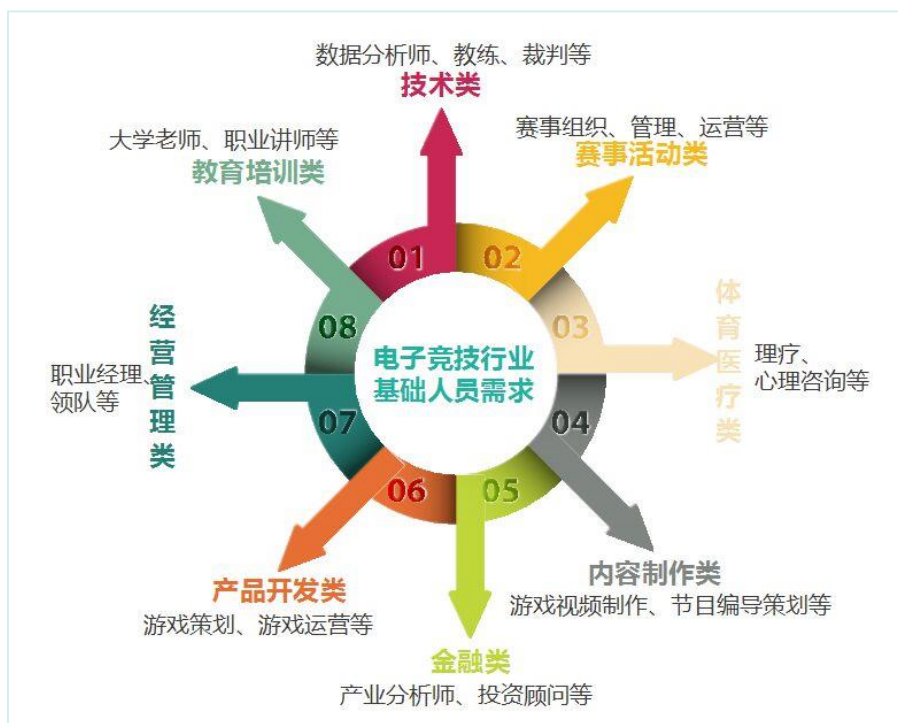 数据分析师、教练、裁判等
技术类
赛事组织、管理、运营等
赛事活动类
大学老师、职业讲师等
教育培训类
01
02
03
04
05
06
07
08
电子竞技行业
基础人员需求
体育医疗类
理疗、
心理咨询等
经营管理类
职业经理、
领队等
内容制作类
游戏视频制作、节目编导策划等
产品开发类
游戏策划、游戏运营等
金融类
产业分析师、投资顾问等